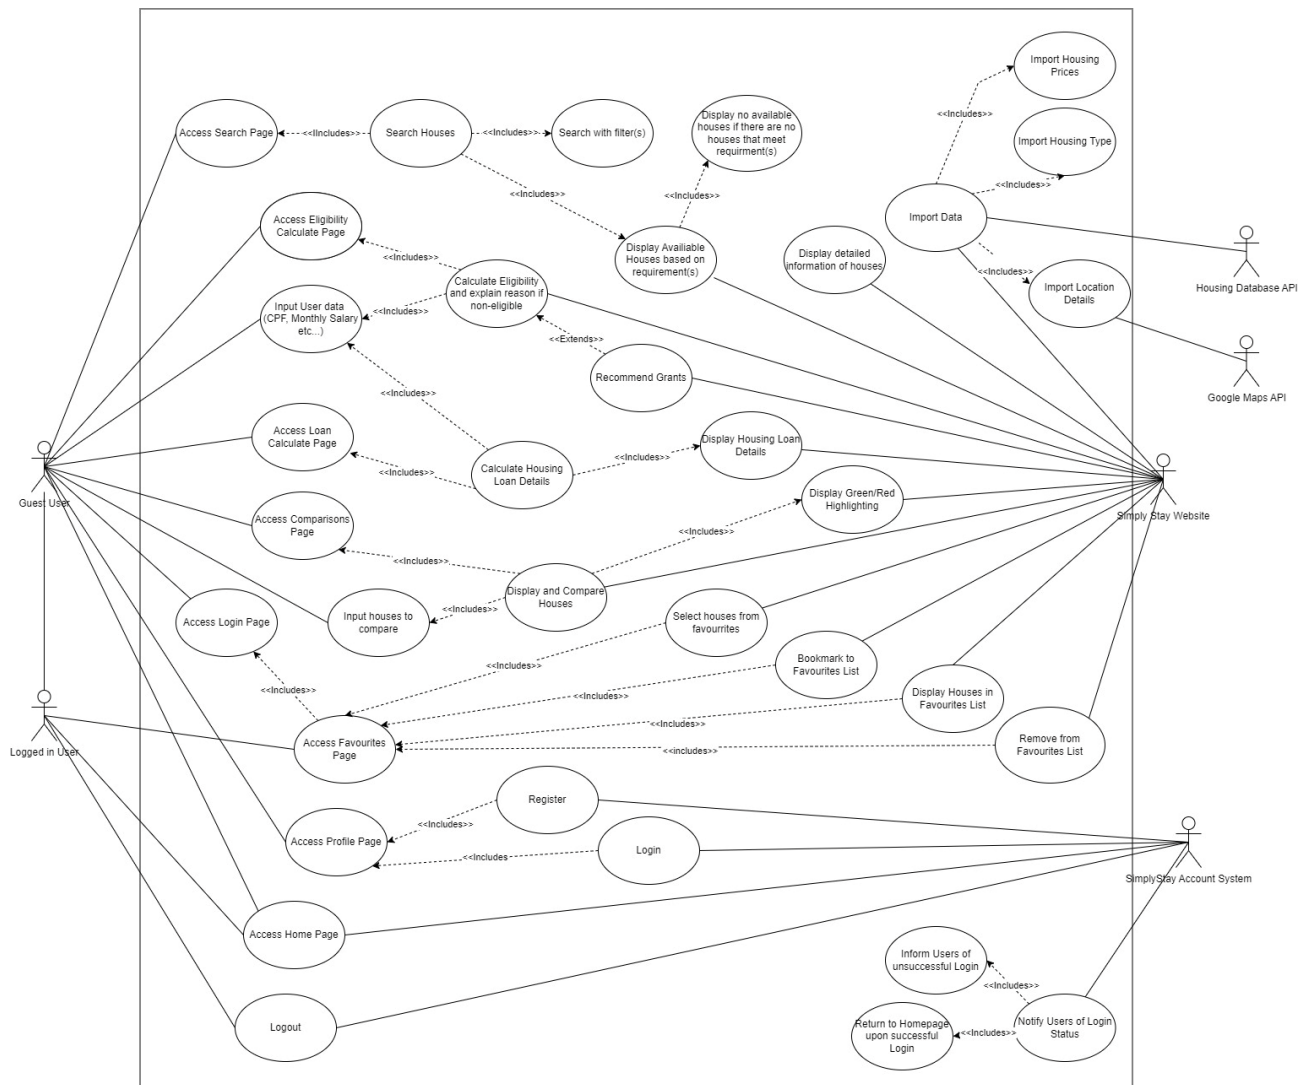 Import Housing
Prices
Access Search Page
<<IIncludes>>
Search Houses
<<Includes>>
Search with filter(s)
Display no available
houses if there are no
houses that meet
requirment(s)
<<Includes>>
Import Housing Type
<<Includes>>
<<Includes>>
<<Includes>>
Import Data
Access Eligibility
Calculate Page
<<Includes>>
Display Availiable
Houses based on
requirement(s)
Display detailed
information of houses
<<Includes>>
Import Location
Details
Housing Database API
Calculate Eligibility
and explain reason if
non-eligible
Input User data
(CPF, Monthly Salary
etc...)
<<Includes>>
<<Extends>>
Recommend Grants
Google Maps API
<<Includes>>
Access Loan
Calculate Page
Display Housing Loan
Details
<<Includes>>
<<Includes>>
Calculate Housing
Loan Details
Guest User
Display Green/Red
Highlighting
Simply Stay Website
Access Comparisons
Page
<<Includes>>
<<Includes>>
Display and Compare
Houses
<<Includes>>
Access Login Page
Input houses to
compare
Select houses from
favourrites
<<Includes>>
Bookmark to
Favourites List
<<Includes>>
<<Includes>>
Display Houses in
Favourites List
<<Includes>>
Logged in User
Access Favourites
Page
<<includes>>
Remove from
Favourites List
Register
<<Includes>>
Access Profile Page
<<Includes
Login
SimplyStay Account System
Access Home Page
Inform Users of
unsuccessful Login
<<Includes>>
Logout
Return to Homepage
upon successful
Login
<<Includes>>
Notify Users of Login
Status